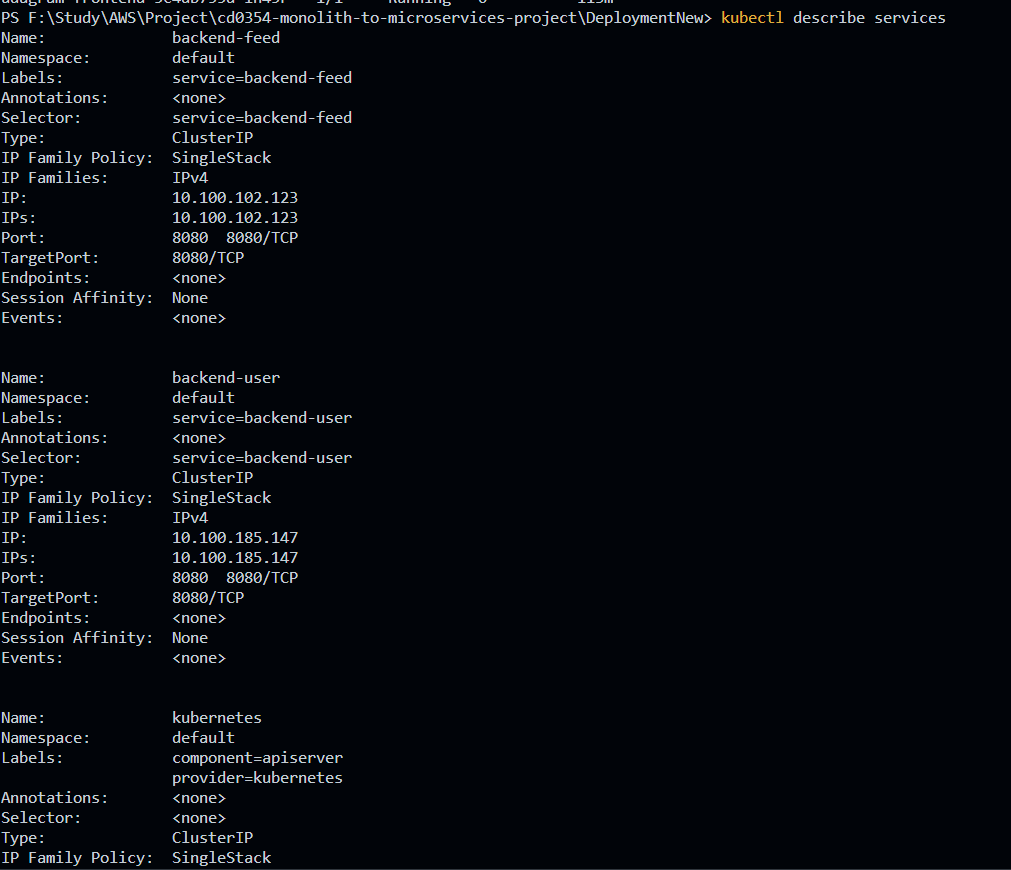 PS F:\Study\AWS\Project\cd0354-monolith-to-microservices-project\DeploymentNew> kubectl describe services
Name:              backend-feed
Namespace:         default
Labels:            service=backend-feed
Annotations:       <none>
Selector:          service=backend-feed
Type:              ClusterIP
IP Family Policy:  SingleStack
IP Families:       IPv4
IP:                10.100.102.123
IPs:               10.100.102.123
Port:              8080  8080/TCP
TargetPort:        8080/TCP
Endpoints:         <none>
Session Affinity:  None
Events:            <none>
Name:              backend-user
Namespace:         default
Labels:            service=backend-user
Annotations:       <none>
Selector:          service=backend-user
Type:              ClusterIP
IP Family Policy:  SingleStack
IP Families:       IPv4
IP:                10.100.185.147
IPs:               10.100.185.147
Port:              8080  8080/TCP
TargetPort:        8080/TCP
Endpoints:         <none>
Session Affinity:  None
Events:            <none>
Name:              kubernetes
Namespace:         default
Labels:            component=apiserver
                   provider=kubernetes
Annotations:       <none>
Selector:          <none>
Type:              ClusterIP
IP Family Policy:  SingleStack